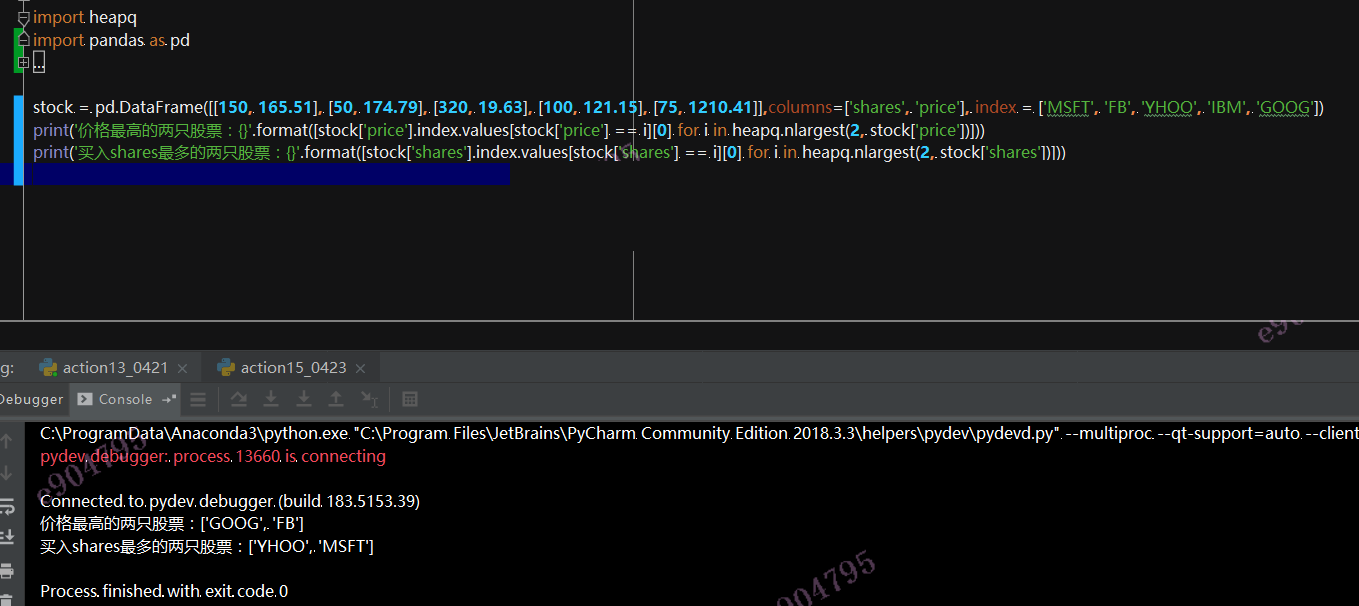 import heapq
import pandas as pd
...
stock = pd.DataFrame([[150, 165.51], [50, 174.79], [320, 19.63], [100, 121.15], [75, 1210.41]],columns=['shares', 'price'], index = ['MSFT', 'FB', 'YHOO', 'IBM', 'GOOG'])
print('价格最高的两只股票：{}'.format([stock['price'].index.values[stock['price'] == i][0] for i in heapq.nlargest(2, stock['price'])]))
print('买入shares最多的两只股票：{}'.format([stock['shares'].index.values[stock['shares'] == i][0] for i in heapq.nlargest(2, stock['shares'])]))
g: action13_0421 action15_0423
Debugger Console
C:\ProgramData\Anaconda3\python.exe "C:\Program Files\JetBrains\PyCharm Community Edition 2018.3.3\helpers\pydev\pydevd.py" --multiproc --qt-support=auto --client
pydev debugger: process 13660 is connecting
Connected to pydev debugger (build 183.5153.39)
价格最高的两只股票：['GOOG', 'FB']
买入shares最多的两只股票：['YHOO', 'MSFT']
Process finished with exit code 0
e904795
904795